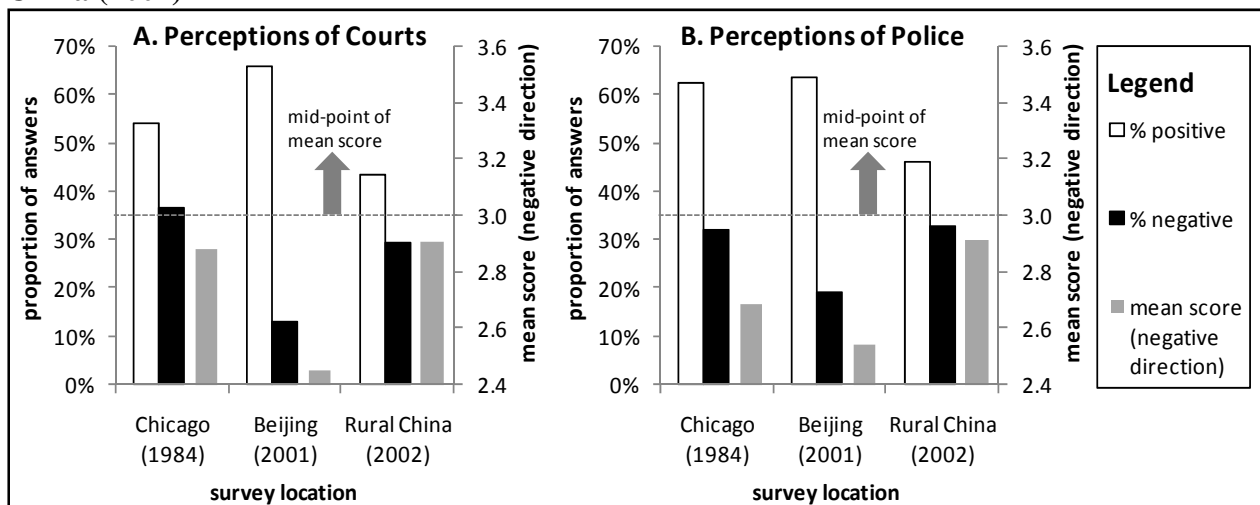 A. Perceptions of Courts
70%
60%
50%
40%
30%
20%
10%
0%
proportion of answers
3.6
3.4
3.2
3.0
2.8
2.6
2.4
mean score (negative direction)
mid-point of
mean score
Chicago
(1984)
Beijing
(2001)
Rural China
(2002)
survey location
B. Perceptions of Police
70%
60%
50%
40%
30%
20%
10%
0%
proportion of answers
3.6
3.4
3.2
3.0
2.8
2.6
2.4
mean score (negative direction)
mid-point of
mean score
Chicago
(1984)
Beijing
(2001)
Rural China
(2002)
survey location
Legend
% positive
% negative
mean score
(negative
direction)